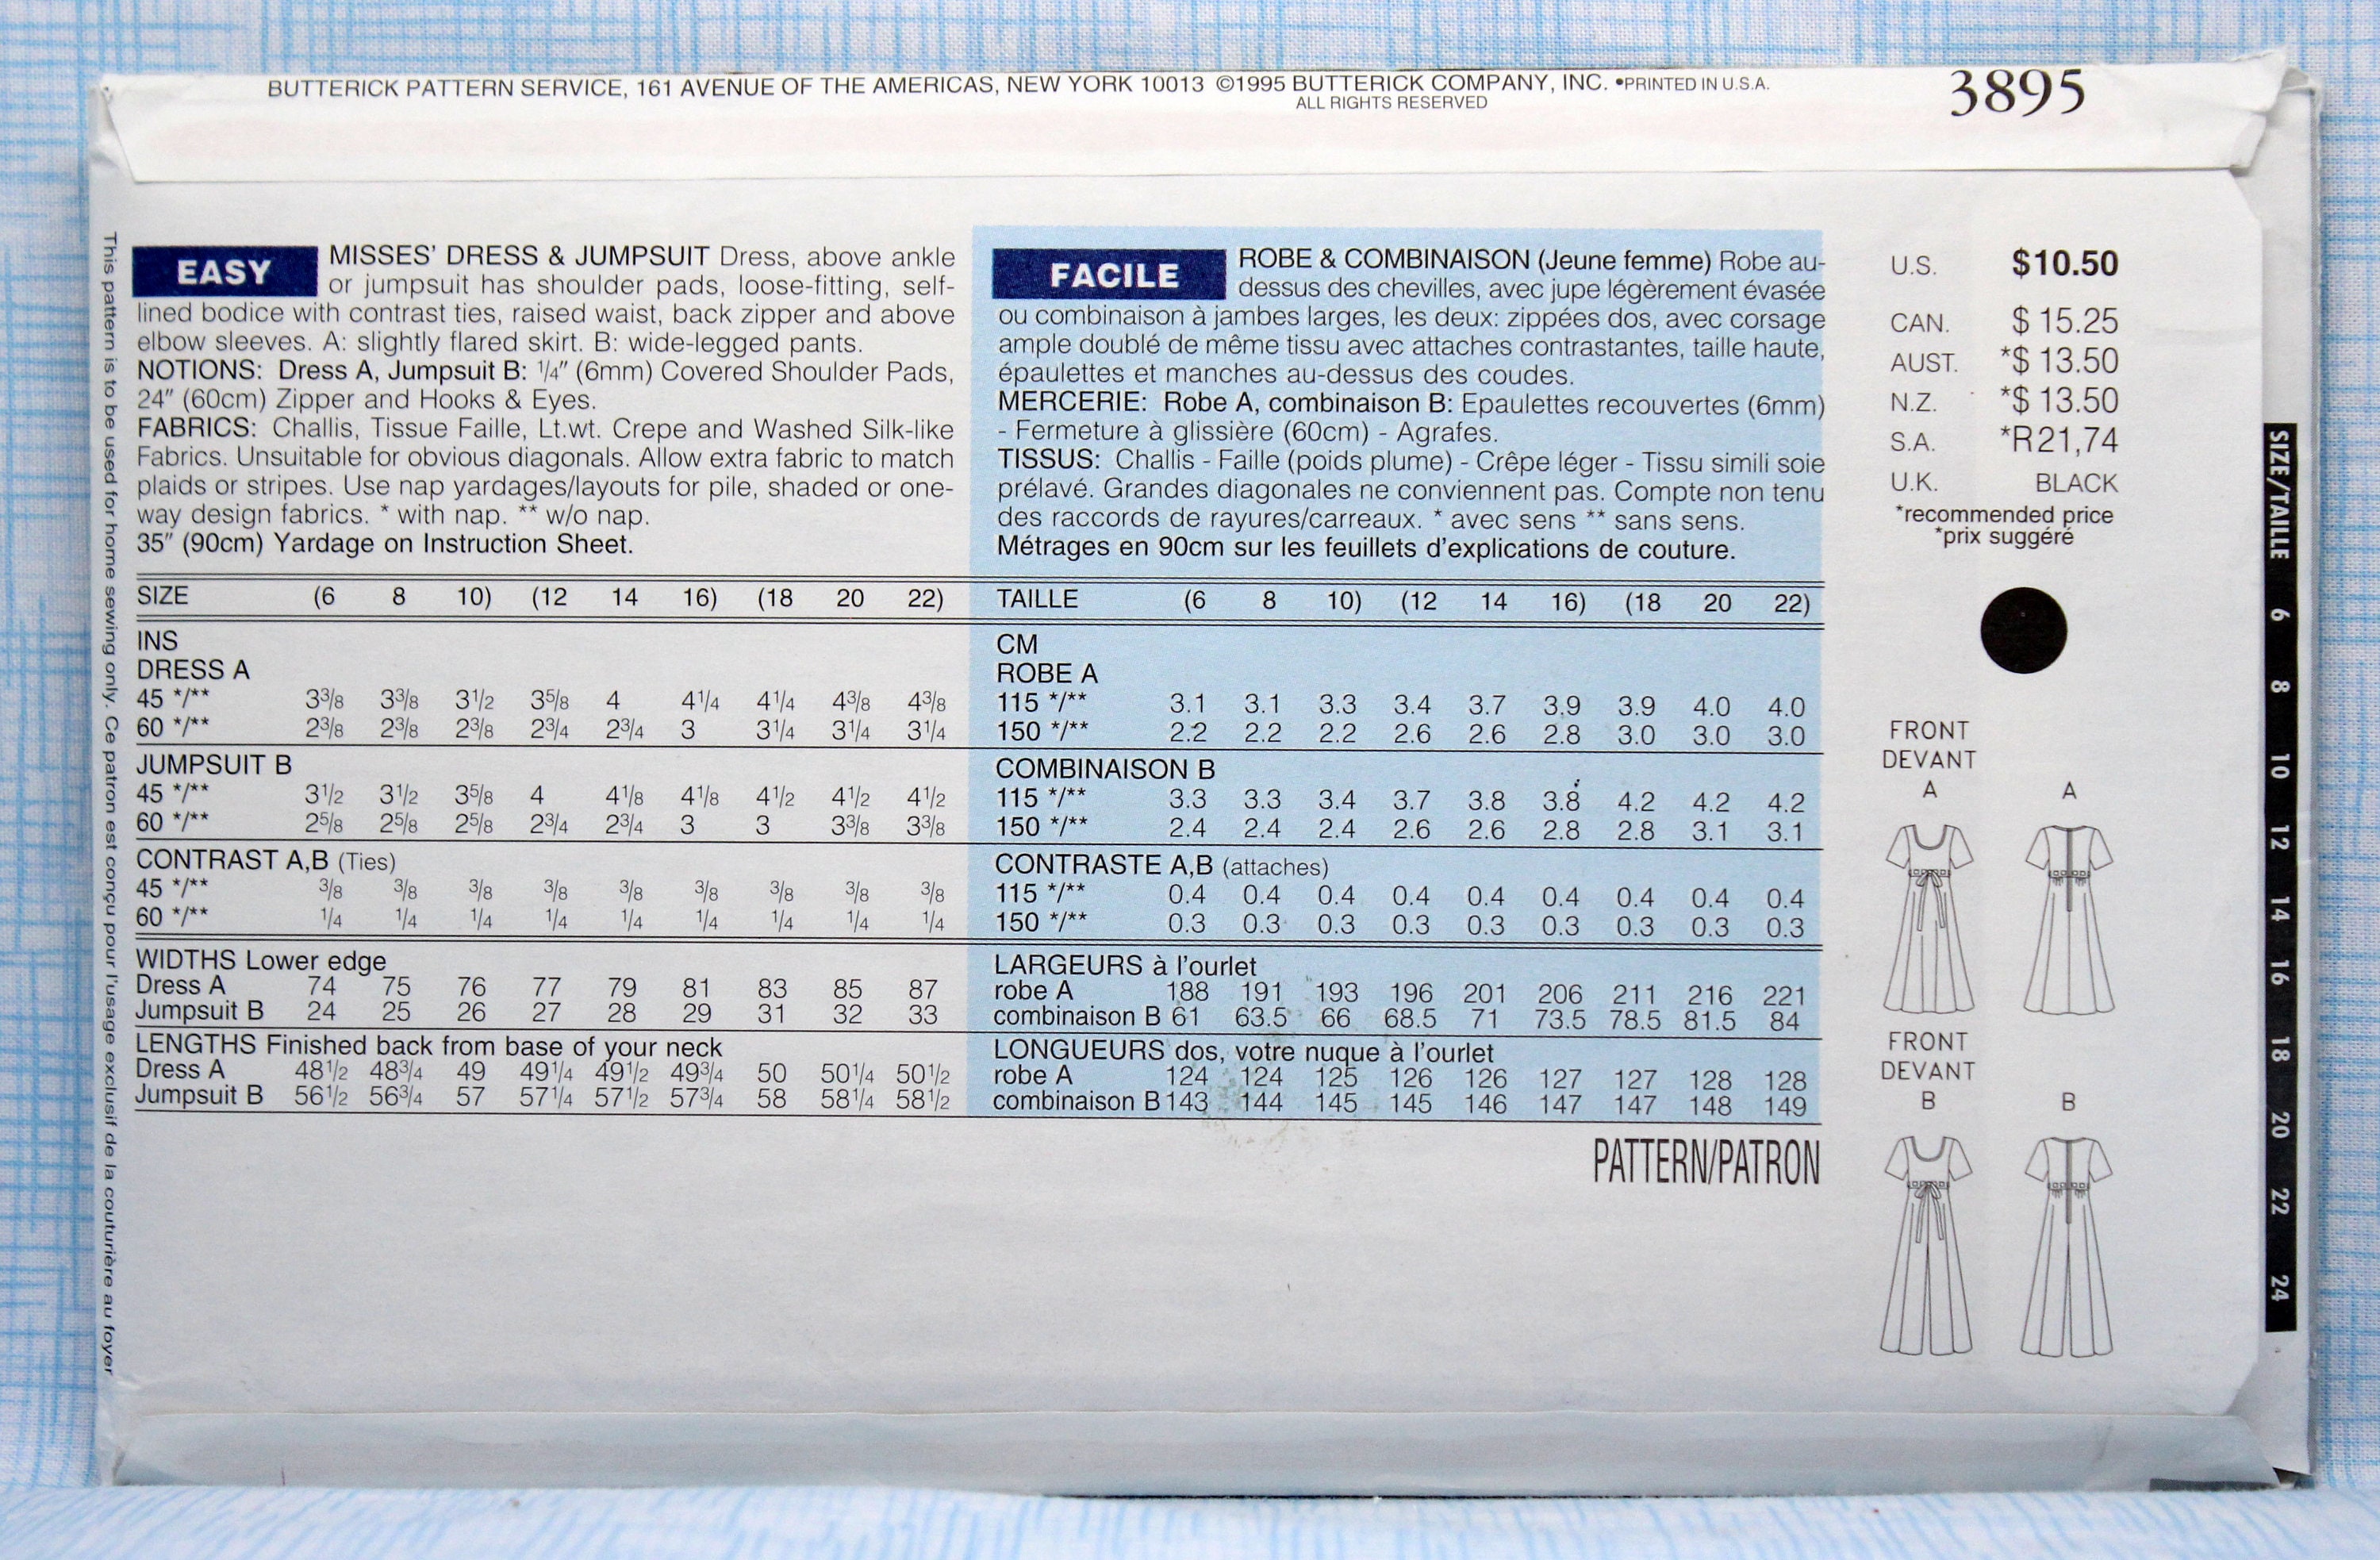 BUTTERICK PATTERN SERVICE, 161 AVENUE OF THE AMERICAS, NEW YORK 10013 ©1995 BUTTERICK COMPANY, INC. •PRINTED IN U.S.A.
ALL RIGHTS RESERVED
3895
This pattern is to be used for home sewing only. Ce patron est conçu pour l'usage exclusif de la couturière au foyer
EASY
MISSES' DRESS & JUMPSUIT Dress, above ankle
or jumpsuit has shoulder pads, loose-fitting, self-
lined bodice with contrast ties, raised waist, back zipper and above
elbow sleeves. A: slightly flared skirt. B: wide-legged pants.
NOTIONS: Dress A, Jumpsuit B: 1/4" (6mm) Covered Shoulder Pads,
24" (60cm) Zipper and Hooks & Eyes.
FABRICS: Challis, Tissue Faille, Lt.wt. Crepe and Washed Silk-like
Fabrics. Unsuitable for obvious diagonals. Allow extra fabric to match
plaids or stripes. Use nap yardages/layouts for pile, shaded or one-
way design fabrics. * with nap. ** w/o nap.
35" (90cm) Yardage on Instruction Sheet.
SIZE (6 8 10) (12 14 16) (18 20 22)
INS
DRESS A
45 */** 3 3/8 3 3/8 3 1/2 3 5/8 4 4 1/4 4 1/4 4 3/8 4 3/8
60 */** 2 3/8 2 3/8 2 3/8 2 3/4 2 3/4 3 3 1/4 3 1/4 3 1/4
JUMPSUIT B
45 */** 3 1/2 3 1/2 3 5/8 4 4 1/8 4 1/8 4 1/2 4 1/2 4 1/2
60 */** 2 5/8 2 5/8 2 5/8 2 3/4 2 3/4 3 3 3 3/8 3 3/8
CONTRAST A,B (Ties)
45 */** 3/8 3/8 3/8 3/8 3/8 3/8 3/8 3/8 3/8
60 */** 1/4 1/4 1/4 1/4 1/4 1/4 1/4 1/4 1/4
WIDTHS Lower edge
Dress A 74 75 76 77 79 81 83 85 87
Jumpsuit B 24 25 26 27 28 29 31 32 33
LENGTHS Finished back from base of your neck
Dress A 48 1/2 48 3/4 49 49 1/4 49 1/2 49 3/4 50 50 1/4 50 1/2
Jumpsuit B 56 1/2 56 3/4 57 57 1/4 57 1/2 57 3/4 58 58 1/4 58 1/2
FACILE
ROBE & COMBINAISON (Jeune femme) Robe au-
dessus des chevilles, avec jupe légèrement évasée
ou combinaison à jambes larges, les deux: zippées dos, avec corsage
ample doublé de même tissu avec attaches contrastantes, taille haute,
épaulettes et manches au-dessus des coudes.
MERCERIE: Robe A, combinaison B: Epaulettes recouvertes (6mm)
- Fermeture à glissière (60cm) - Agrafes.
TISSUS: Challis - Faille (poids plume) - Crêpe léger - Tissu simili soie
prélavé. Grandes diagonales ne conviennent pas. Compte non tenu
des raccords de rayures/carreaux. * avec sens ** sans sens.
Métrages en 90cm sur les feuillets d'explications de couture.
TAILLE (6 8 10) (12 14 16) (18 20 22)
CM
ROBE A
115 */** 3.1 3.1 3.3 3.4 3.7 3.9 3.9 4.0 4.0
150 */** 2.2 2.2 2.2 2.6 2.6 2.8 3.0 3.0 3.0
COMBINAISON B
115 */** 3.3 3.3 3.4 3.7 3.8 3.8 4.2 4.2 4.2
150 */** 2.4 2.4 2.4 2.6 2.6 2.8 2.8 3.1 3.1
CONTRASTE A,B (attaches)
115 */** 0.4 0.4 0.4 0.4 0.4 0.4 0.4 0.4 0.4
150 */** 0.3 0.3 0.3 0.3 0.3 0.3 0.3 0.3 0.3
LARGEURS à l'ourlet
robe A 188 191 193 196 201 206 211 216 221
combinaison B 61 63.5 66 68.5 71 73.5 78.5 81.5 84
LONGUEURS dos, votre nuque à l'ourlet
robe A 124 124 125 126 126 127 127 128 128
combinaison B 143 144 145 145 146 147 147 148 149
PATTERN/PATRON
U.S. $10.50
CAN. $ 15.25
AUST. *$ 13.50
N.Z. *$ 13.50
S.A. *R21,74
U.K. BLACK
*recommended price
*prix suggéré
FRONT
DEVANT
A A
FRONT
DEVANT
B B
SIZE/TAILLE 6 8 10 12 14 16 18 20 22 24